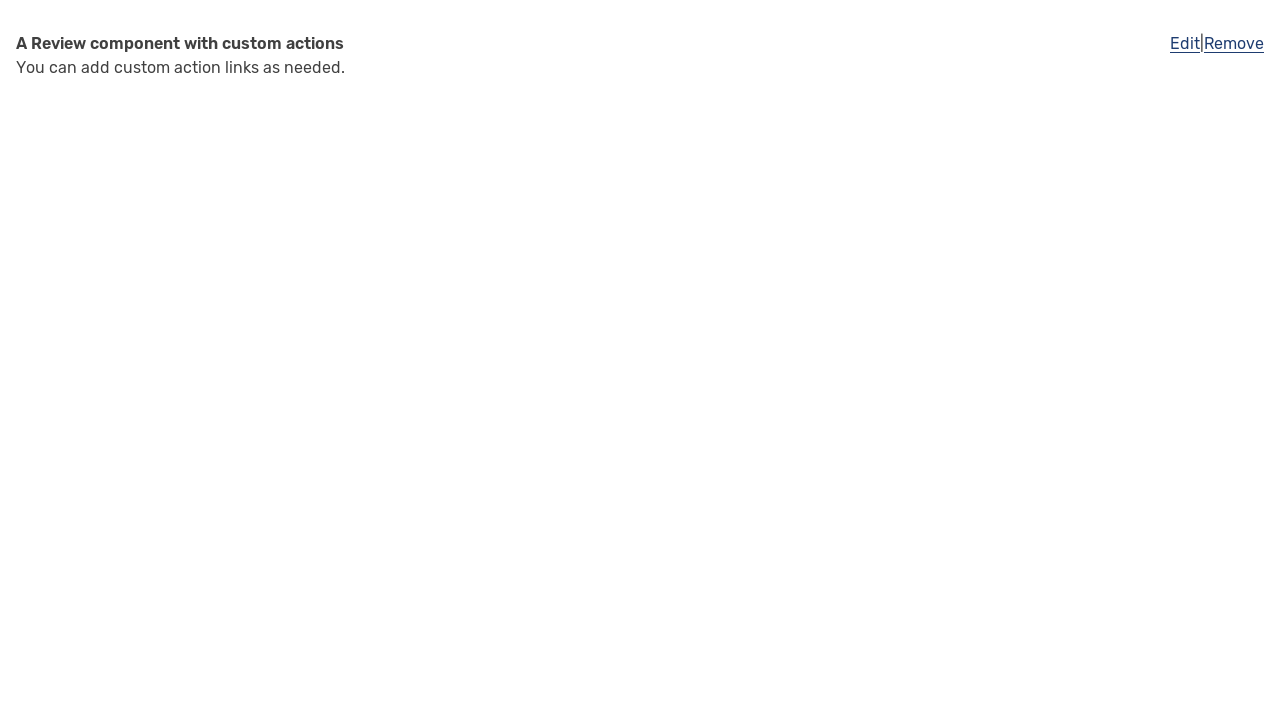 A Review component with custom actions
Edit|Remove
You can add custom action links as needed.